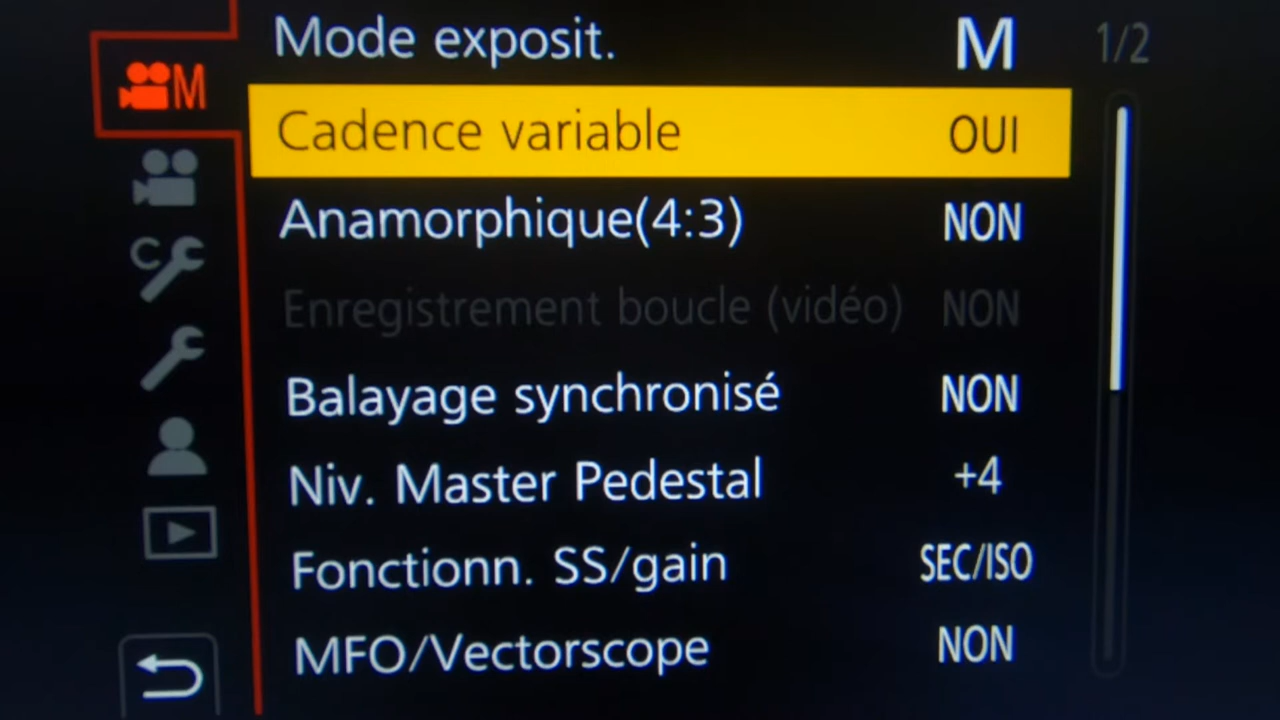 Mode exposit. M 1/2
M
Cadence variable OUI
Anamorphique(4:3) NON
C
Enregistrement boucle (vidéo) NON
Balayage synchronisé NON
Niv. Master Pedestal +4
Fonctionn. SS/gain SEC/ISO
MFO/Vectorscope NON